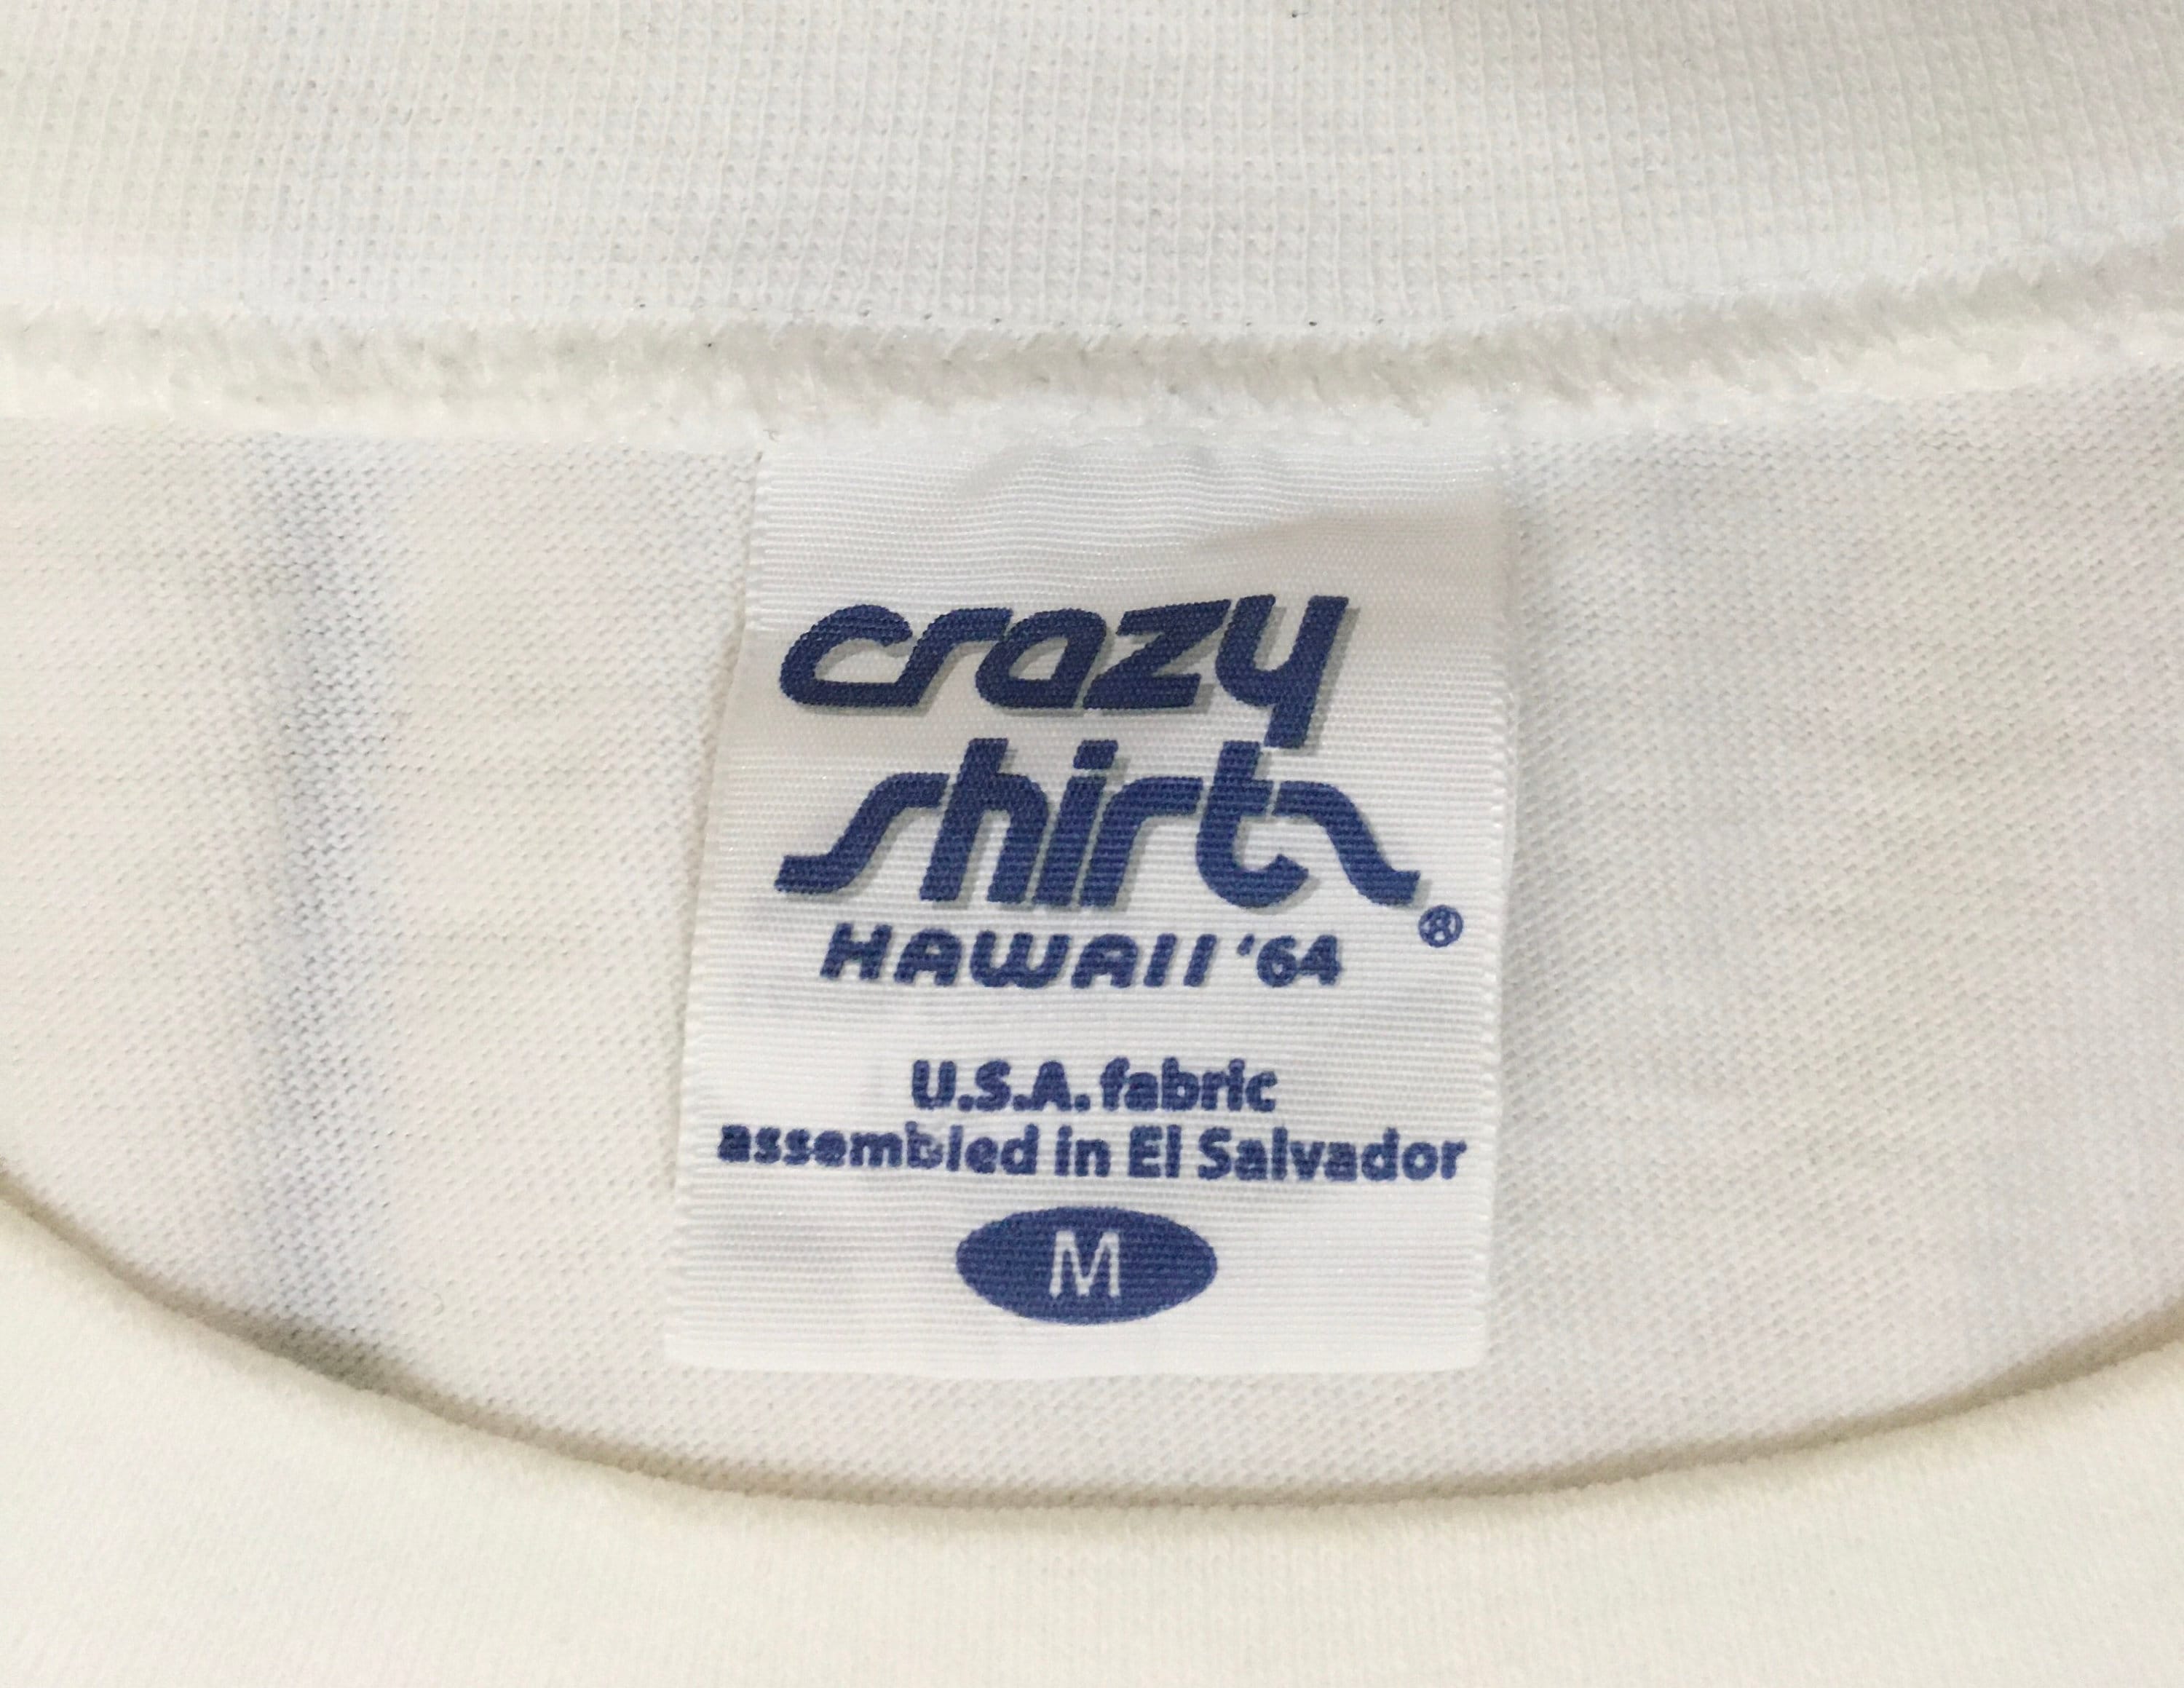 crazy
shirts
®
HAWAII '64
U.S.A. fabric
assembled in El Salvador
M